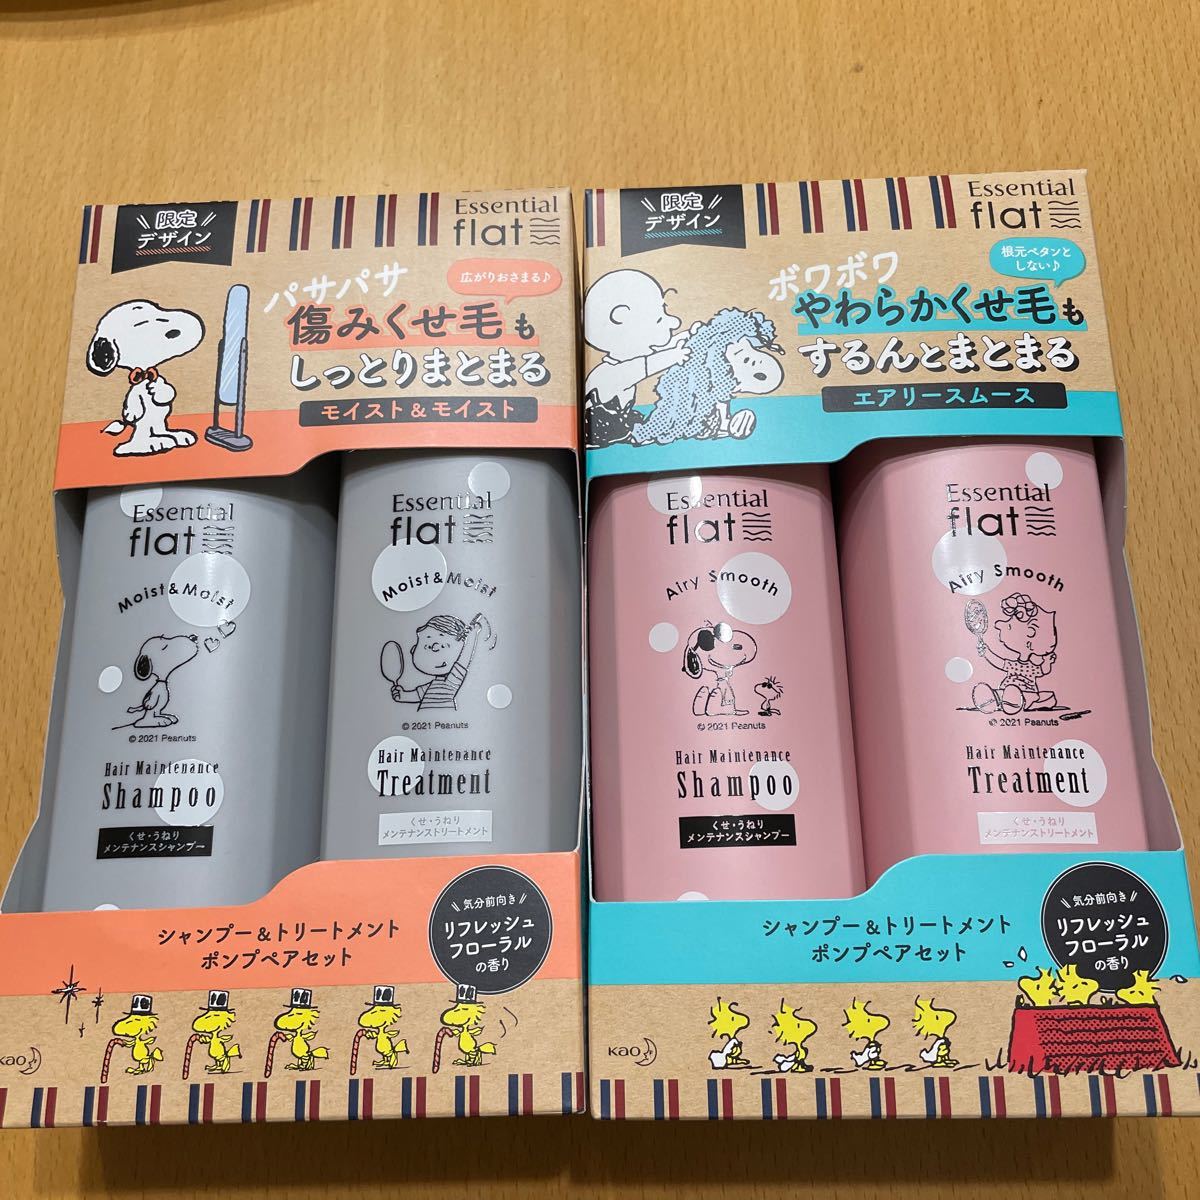 限定
デザイン
Essential
flat
広がりおさまる♪
パサパサ
傷みくせ毛も
しっとりまとまる
モイスト&モイスト
Essential
flat
Moist&Moist
© 2021 Peanuts
Hair Maintenance
Shampoo
くせ・うねり
メンテナンスシャンプー
Essential
flat
Moist&Moist
© 2021 Peanuts
Hair Maintenance
Treatment
くせ・うねり
メンテナンストリートメント
シャンプー&トリートメント
ポンプペアセット
気分前向き
リフレッシュ
フローラル
の香り
KAO
限定
デザイン
Essential
flat
根元ペタンと
しない♪
ボワボワ
やわらかくせ毛も
するんとまとまる
エアリースムース
Essential
flat
Airy Smooth
© 2021 Peanuts
Hair Maintenance
Shampoo
くせ・うねり
メンテナンスシャンプー
Essential
flat
Airy Smooth
© 2021 Peanuts
Hair Maintenance
Treatment
くせ・うねり
メンテナンストリートメント
シャンプー&トリートメント
ポンプペアセット
気分前向き
リフレッシュ
フローラル
の香り
KAO